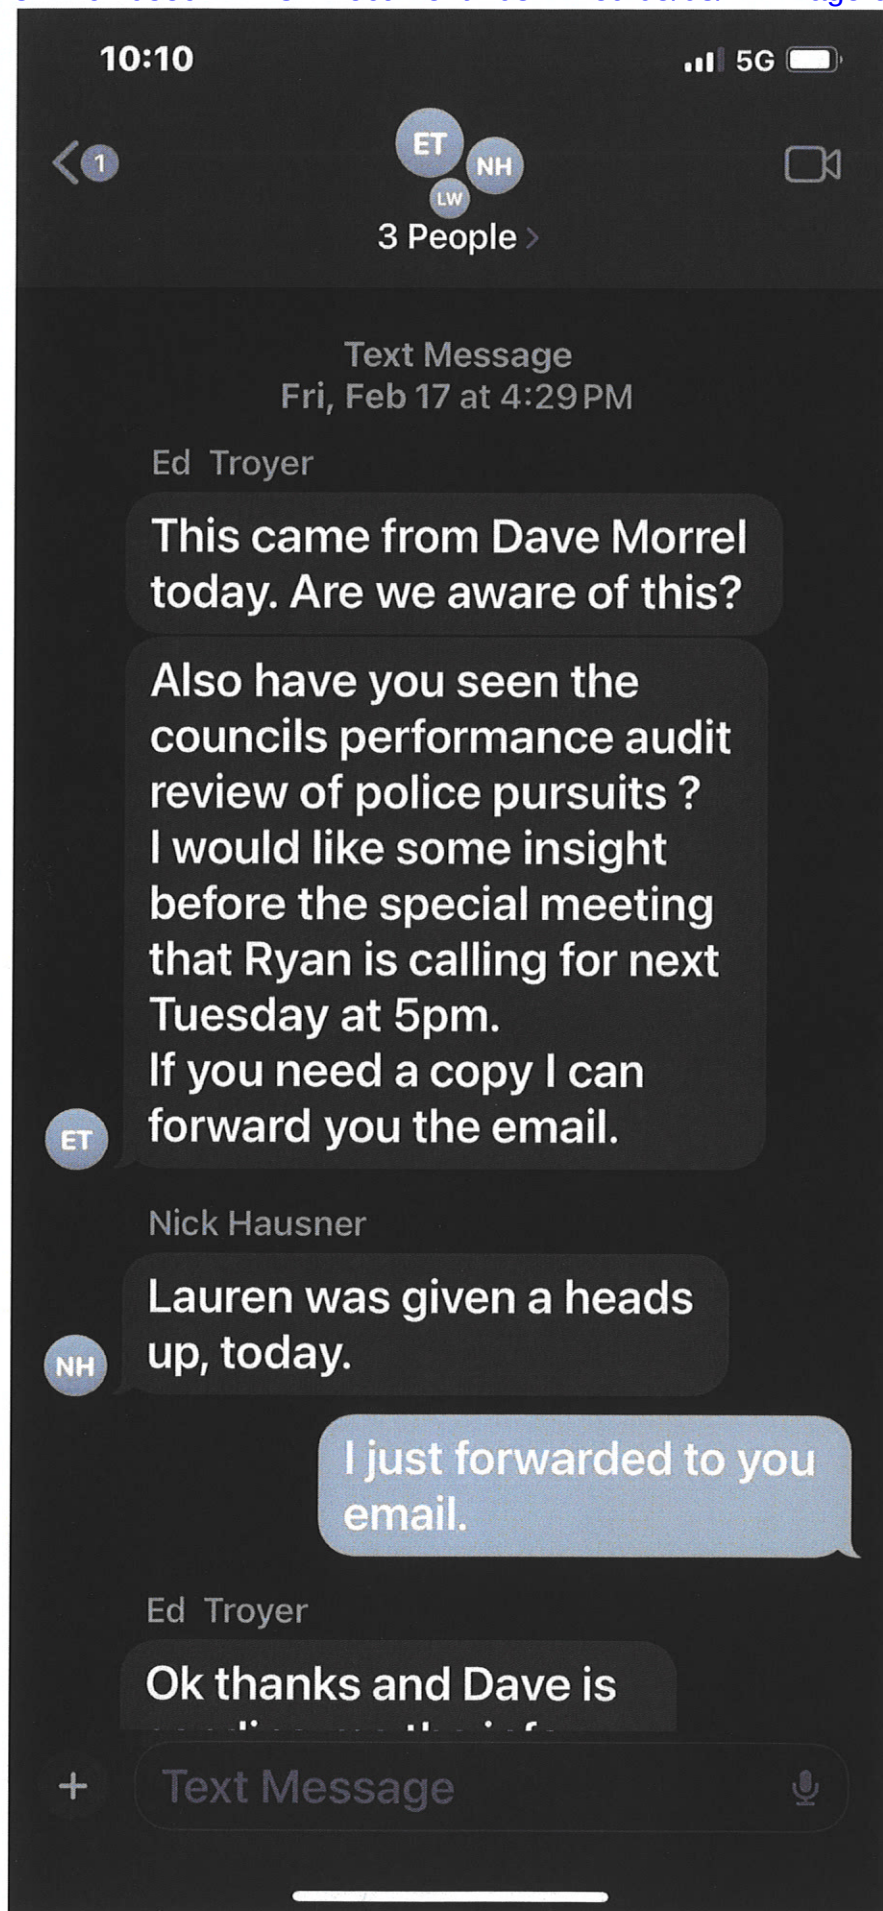 10:10
5G
1
ET
NH
LW
3 People
Text Message
Fri, Feb 17 at 4:29 PM
Ed Troyer
This came from Dave Morrel
today. Are we aware of this?
Also have you seen the
councils performance audit
review of police pursuits ?
I would like some insight
before the special meeting
that Ryan is calling for next
Tuesday at 5pm.
If you need a copy I can
forward you the email.
ET
Nick Hausner
Lauren was given a heads
up, today.
NH
I just forwarded to you
email.
Ed Troyer
Ok thanks and Dave is
Text Message